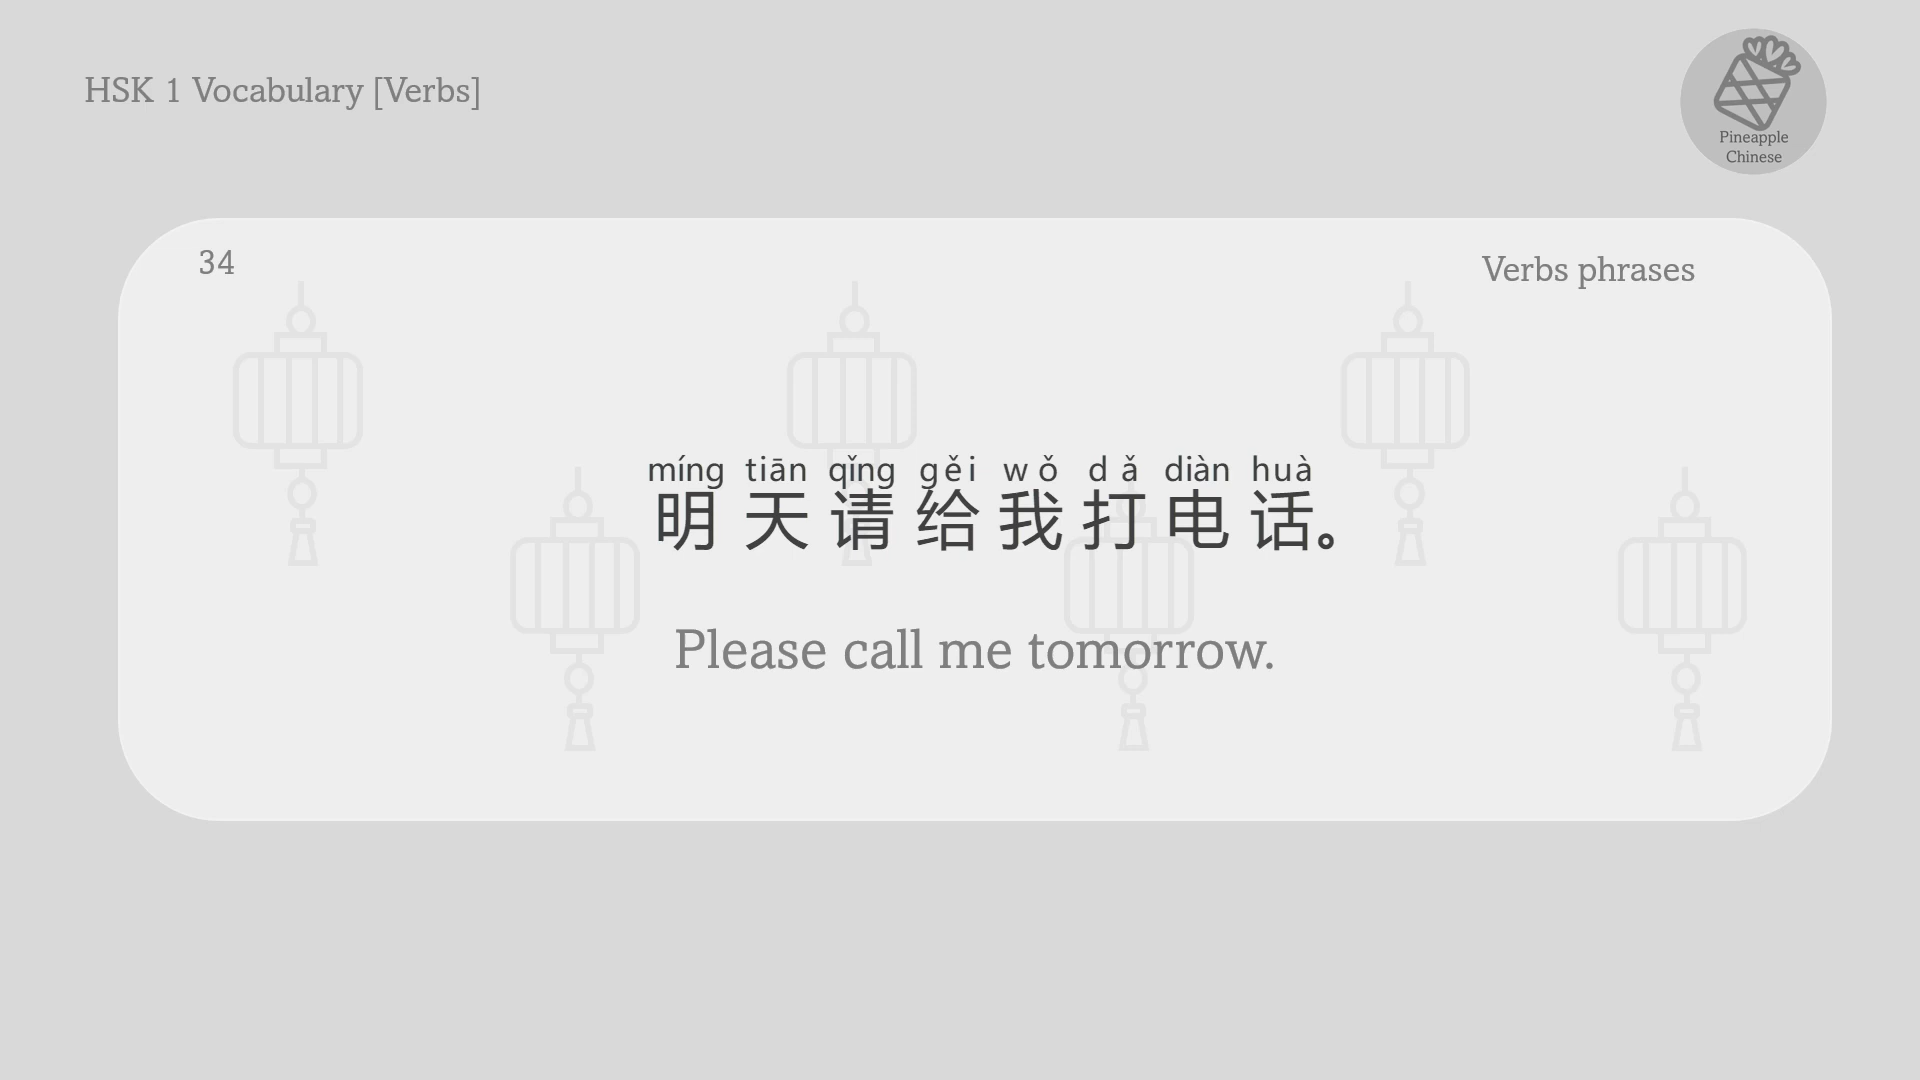 HSK 1 Vocabulary [Verbs]
Pineapple
Chinese
34
Verbs phrases
míng tiān qǐng gěi wǒ dǎ diàn huà
明天请给我打电话。
Please call me tomorrow.